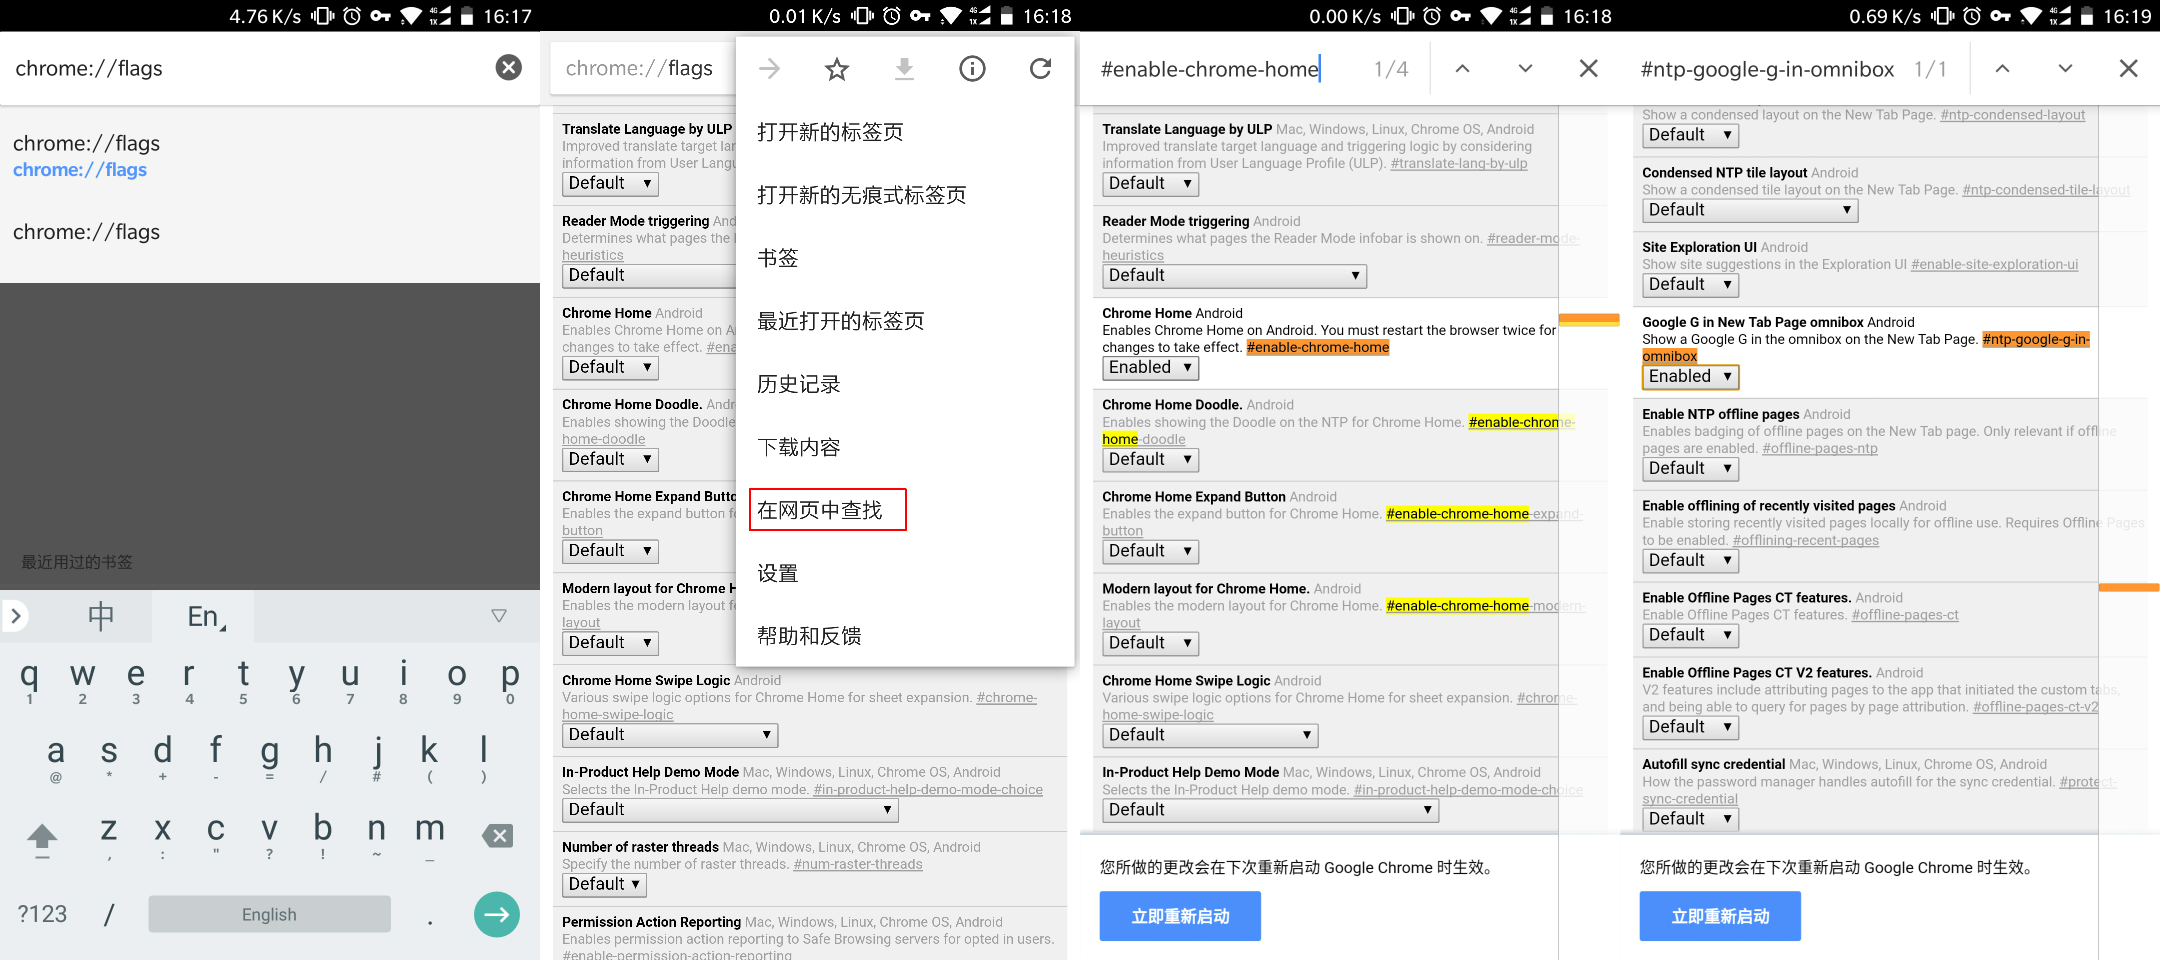 4.76 K/s 4G 1X 16:17
chrome://flags
chrome://flags
chrome://flags
chrome://flags
最近用过的书签
中 En
q w e r t y u i o p
1 2 3 4 5 6 7 8 9 0
a s d f g h j k l
@ * + - = / # ( )
z x c v b n m
, : " ? ! ~ _
?123 / English .
0.01 K/s 4G 1X 16:18
chrome://flags
打开新的标签页
打开新的无痕式标签页
书签
最近打开的标签页
历史记录
下载内容
在网页中查找
设置
帮助和反馈
Translate Language by ULP
Improved translate target lan
information from User Langu
Default
Reader Mode triggering And
Determines what pages the
heuristics
Default
Chrome Home Android
Enables Chrome Home on A
changes to take effect. #ena
Default
Chrome Home Doodle. Andr
Enables showing the Doodle
home-doodle
Default
Chrome Home Expand Butto
Enables the expand button fo
button
Default
Modern layout for Chrome H
Enables the modern layout f
layout
Default
Chrome Home Swipe Logic Android
Various swipe logic options for Chrome Home for sheet expansion. #chrome-
home-swipe-logic
Default
In-Product Help Demo Mode Mac, Windows, Linux, Chrome OS, Android
Selects the In-Product Help demo mode. #in-product-help-demo-mode-choice
Default
Number of raster threads Mac, Windows, Linux, Chrome OS, Android
Specify the number of raster threads. #num-raster-threads
Default
Permission Action Reporting Mac, Windows, Linux, Chrome OS, Android
Enables permission action reporting to Safe Browsing servers for opted in users.
#enable-permission-action-reporting
0.00 K/s 4G 1X 16:18
#enable-chrome-home 1/4
Translate Language by ULP Mac, Windows, Linux, Chrome OS, Android
Improved translate target language and triggering logic by considering
information from User Language Profile (ULP). #translate-lang-by-ulp
Default
Reader Mode triggering Android
Determines what pages the Reader Mode infobar is shown on. #reader-mode-
heuristics
Default
Chrome Home Android
Enables Chrome Home on Android. You must restart the browser twice for
changes to take effect. #enable-chrome-home
Enabled
Chrome Home Doodle. Android
Enables showing the Doodle on the NTP for Chrome Home. #enable-chrome-
home-doodle
Default
Chrome Home Expand Button Android
Enables the expand button for Chrome Home. #enable-chrome-home-expand-
button
Default
Modern layout for Chrome Home. Android
Enables the modern layout for Chrome Home. #enable-chrome-home-modern-
layout
Default
Chrome Home Swipe Logic Android
Various swipe logic options for Chrome Home for sheet expansion. #chrome-
home-swipe-logic
Default
In-Product Help Demo Mode Mac, Windows, Linux, Chrome OS, Android
Selects the In-Product Help demo mode. #in-product-help-demo-mode-choice
Default
您所做的更改会在下次重新启动 Google Chrome 时生效。
立即重新启动
0.69 K/s 4G 1X 16:19
#ntp-google-g-in-omnibox 1/1
Show a condensed layout on the New Tab Page. #ntp-condensed-layout
Default
Condensed NTP tile layout Android
Show a condensed tile layout on the New Tab Page. #ntp-condensed-tile-layout
Default
Site Exploration UI Android
Show site suggestions in the Exploration UI #enable-site-exploration-ui
Default
Google G in New Tab Page omnibox Android
Show a Google G in the omnibox on the New Tab Page. #ntp-google-g-in-
omnibox
Enabled
Enable NTP offline pages Android
Enables badging of offline pages on the New Tab page. Only relevant if offline
pages are enabled. #offline-pages-ntp
Default
Enable offlining of recently visited pages Android
Enable storing recently visited pages locally for offline use. Requires Offline Pages
to be enabled. #offlining-recent-pages
Default
Enable Offline Pages CT features. Android
Enable Offline Pages CT features. #offline-pages-ct
Default
Enable Offline Pages CT V2 features. Android
V2 features include attributing pages to the app that initiated the custom tabs,
and being able to query for pages by page attribution. #offline-pages-ct-v2
Default
Autofill sync credential Mac, Windows, Linux, Chrome OS, Android
How the password manager handles autofill for the sync credential. #protect-
sync-credential
Default
您所做的更改会在下次重新启动 Google Chrome 时生效。
立即重新启动